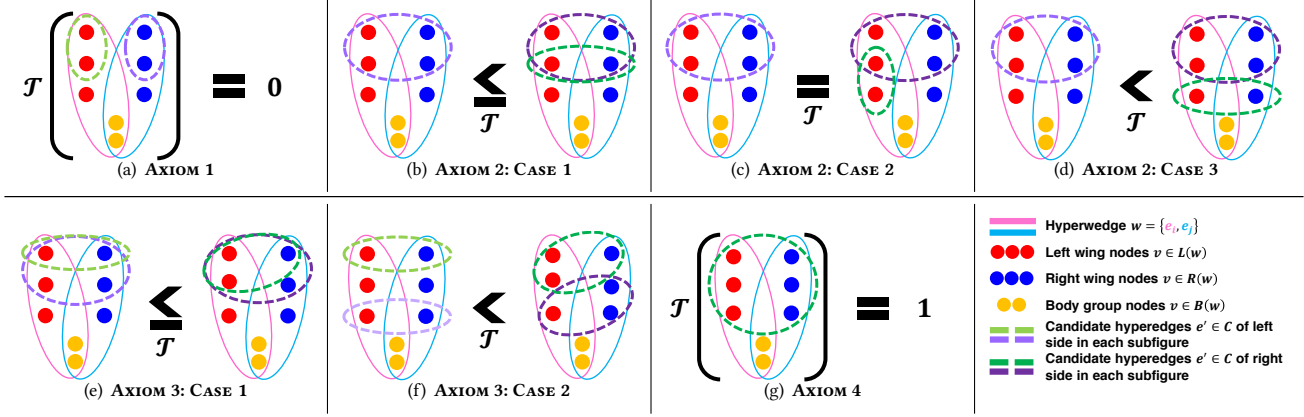 𝒯 = 0
(a) AXIOM 1
≤
𝒯
(b) AXIOM 2: CASE 1
=
𝒯
(c) AXIOM 2: CASE 2
<
𝒯
(d) AXIOM 2: CASE 3
≤
𝒯
(e) AXIOM 3: CASE 1
<
𝒯
(f) AXIOM 3: CASE 2
𝒯 = 1
(g) AXIOM 4
Hyperwedge w = {e_i, e_j}
Left wing nodes v ∈ L(w)
Right wing nodes v ∈ R(w)
Body group nodes v ∈ B(w)
Candidate hyperedges e′ ∈ C of left
side in each subfigure
Candidate hyperedges e′ ∈ C of right
side in each subfigure